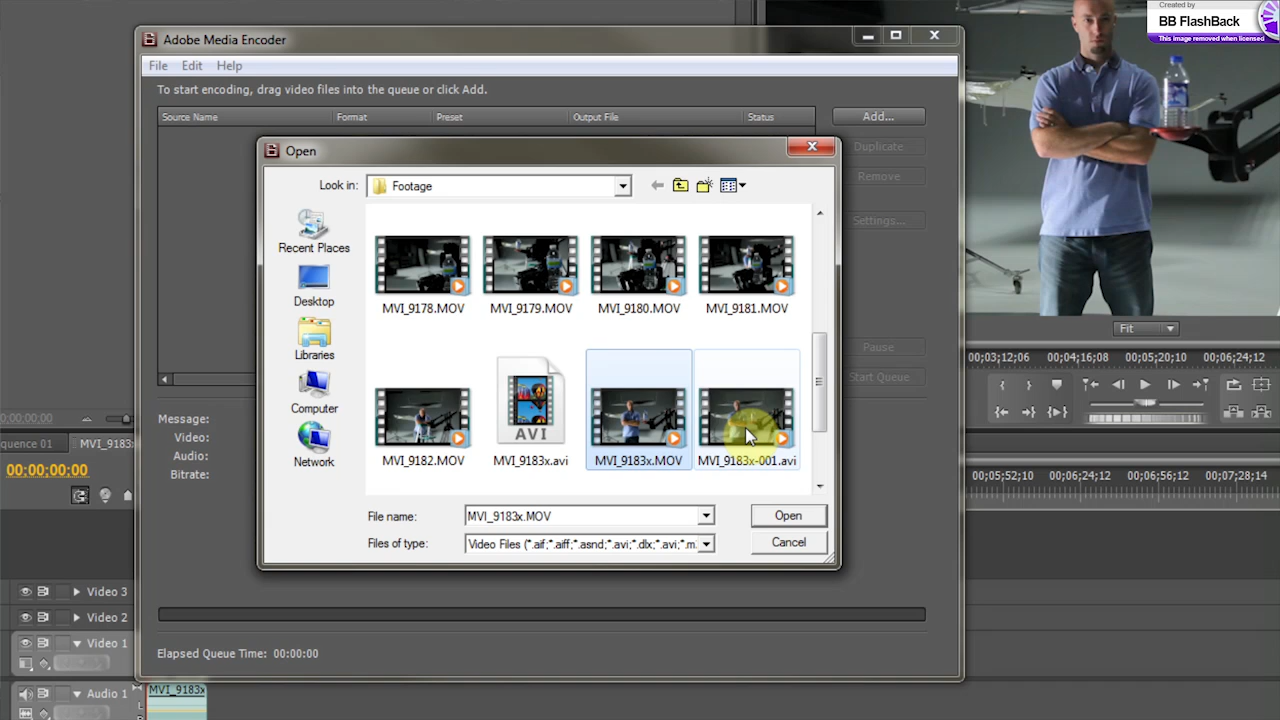 Created by
BB FlashBack
This image removed when licensed
Adobe Media Encoder
File Edit Help
To start encoding, drag video files into the queue or click Add.
Source Name Format Preset Output File Status
Add...
Duplicate
Remove
Settings...
Pause
Start Queue
Open
Look in: Footage
Recent Places
Desktop
Libraries
Computer
Network
MVI_9178.MOV MVI_9179.MOV MVI_9180.MOV MVI_9181.MOV
AVI
MVI_9182.MOV MVI_9183x.avi MVI_9183x.MOV MVI_9183x-001.avi
File name: MVI_9183x.MOV Open
Files of type: Video Files (*.aif;*.aiff;*.asnd;*.avi;*.dlx;*.avi;*.m Cancel
Message:
Video:
Audio:
Bitrate:
Elapsed Queue Time: 00:00:00
Fit
00;03;12;06 00;04;16;08 00;05;20;10 00;06;24;12
0:00;00;00
quence 01 MVI_9183x
00;00;00;00
00;05;52;10 00;06;24;12 00;07;28;14
Video 3
Video 2
Video 1
Audio 1 MVI_9183x